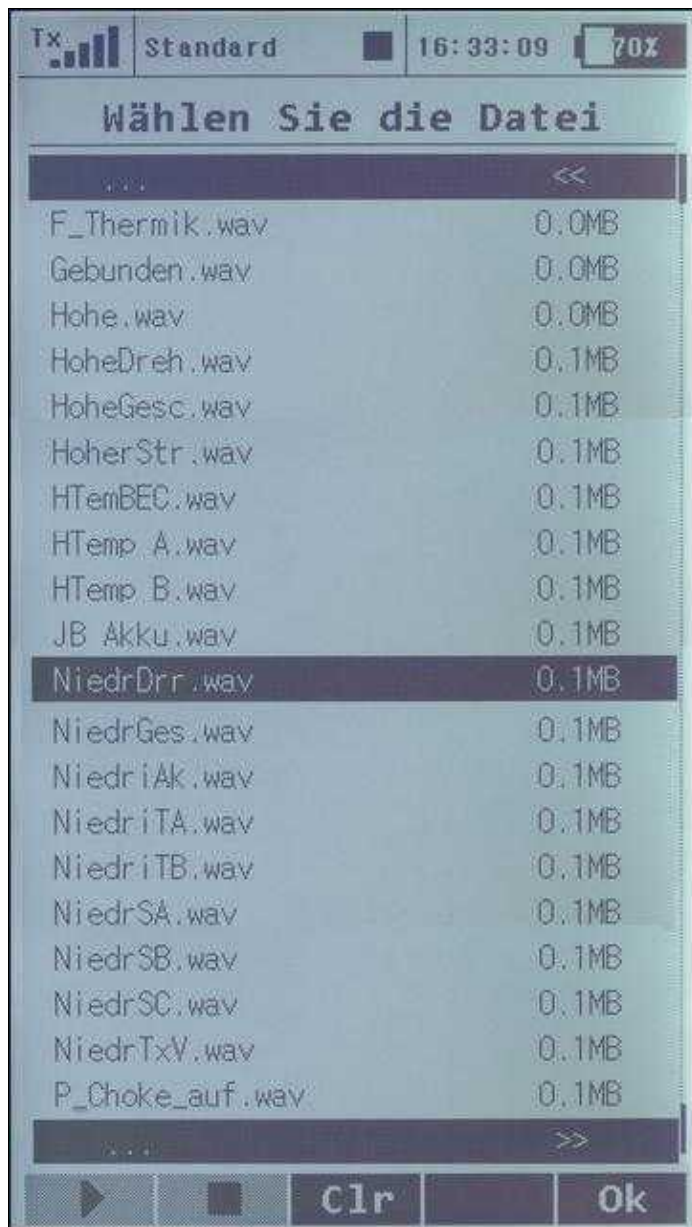 Tx Standard 16:33:09 70%
Wählen Sie die Datei
... <<
F_Thermik.wav 0.0MB
Gebunden.wav 0.0MB
Hohe.wav 0.0MB
HoheDreh.wav 0.1MB
HoheGesc.wav 0.1MB
HoherStr.wav 0.1MB
HTemBEC.wav 0.1MB
HTemp A.wav 0.1MB
HTemp B.wav 0.1MB
JB Akku.wav 0.1MB
NiedrDrr.wav 0.1MB
NiedrGes.wav 0.1MB
NiedriAk.wav 0.1MB
NiedriTA.wav 0.1MB
NiedriTB.wav 0.1MB
NiedrSA.wav 0.1MB
NiedrSB.wav 0.1MB
NiedrSC.wav 0.1MB
NiedrTxV.wav 0.1MB
P_Choke_auf.wav 0.1MB
... >>
Clr Ok